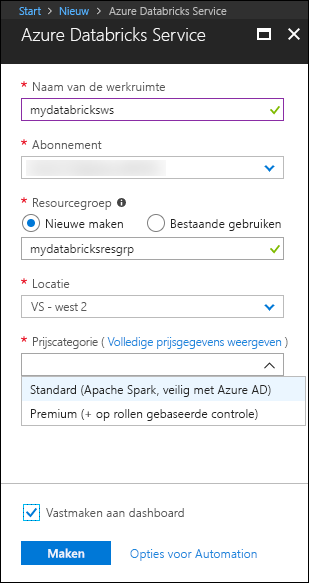 Start > Nieuw > Azure Databricks Service
Azure Databricks Service
* Naam van de werkruimte
mydatabricksws
* Abonnement
* Resourcegroep
Nieuwe maken Bestaande gebruiken
mydatabricksresgrp
* Locatie
VS - west 2
* Prijscategorie ( Volledige prijsgegevens weergeven )
Standard (Apache Spark, veilig met Azure AD)
Premium (+ op rollen gebaseerde controle)
Vastmaken aan dashboard
Maken Opties voor Automation